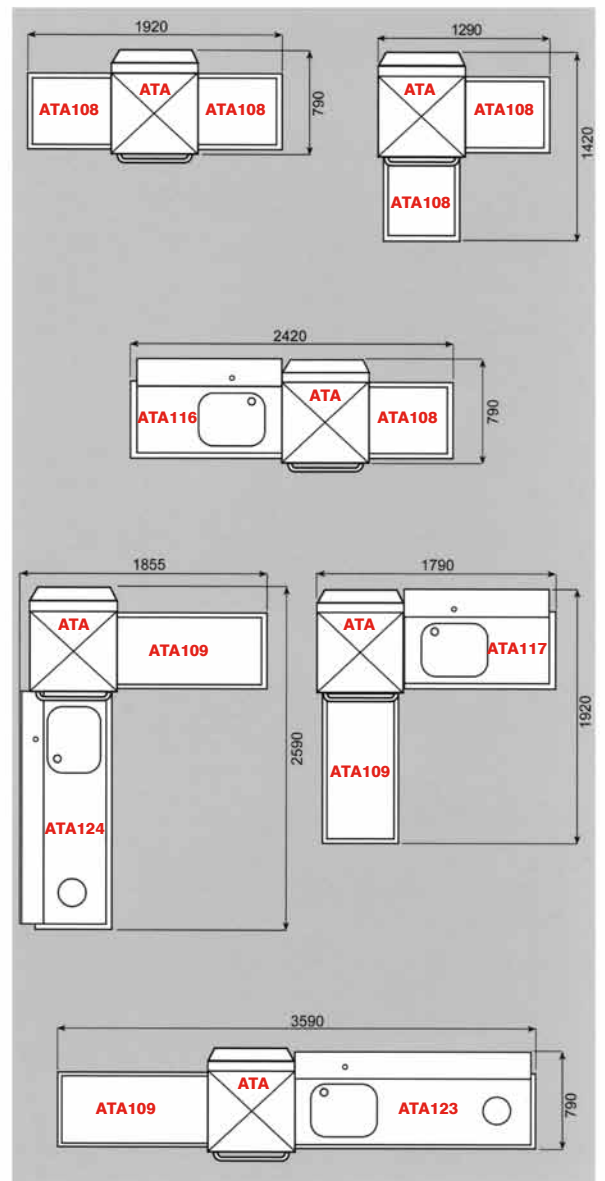 1920
ATA108
ATA
ATA108
790
1290
ATA
ATA108
ATA108
1420
2420
ATA116
ATA
ATA108
790
1855
ATA
ATA109
ATA124
2590
1790
ATA
ATA117
ATA109
1920
3590
ATA109
ATA
ATA123
790